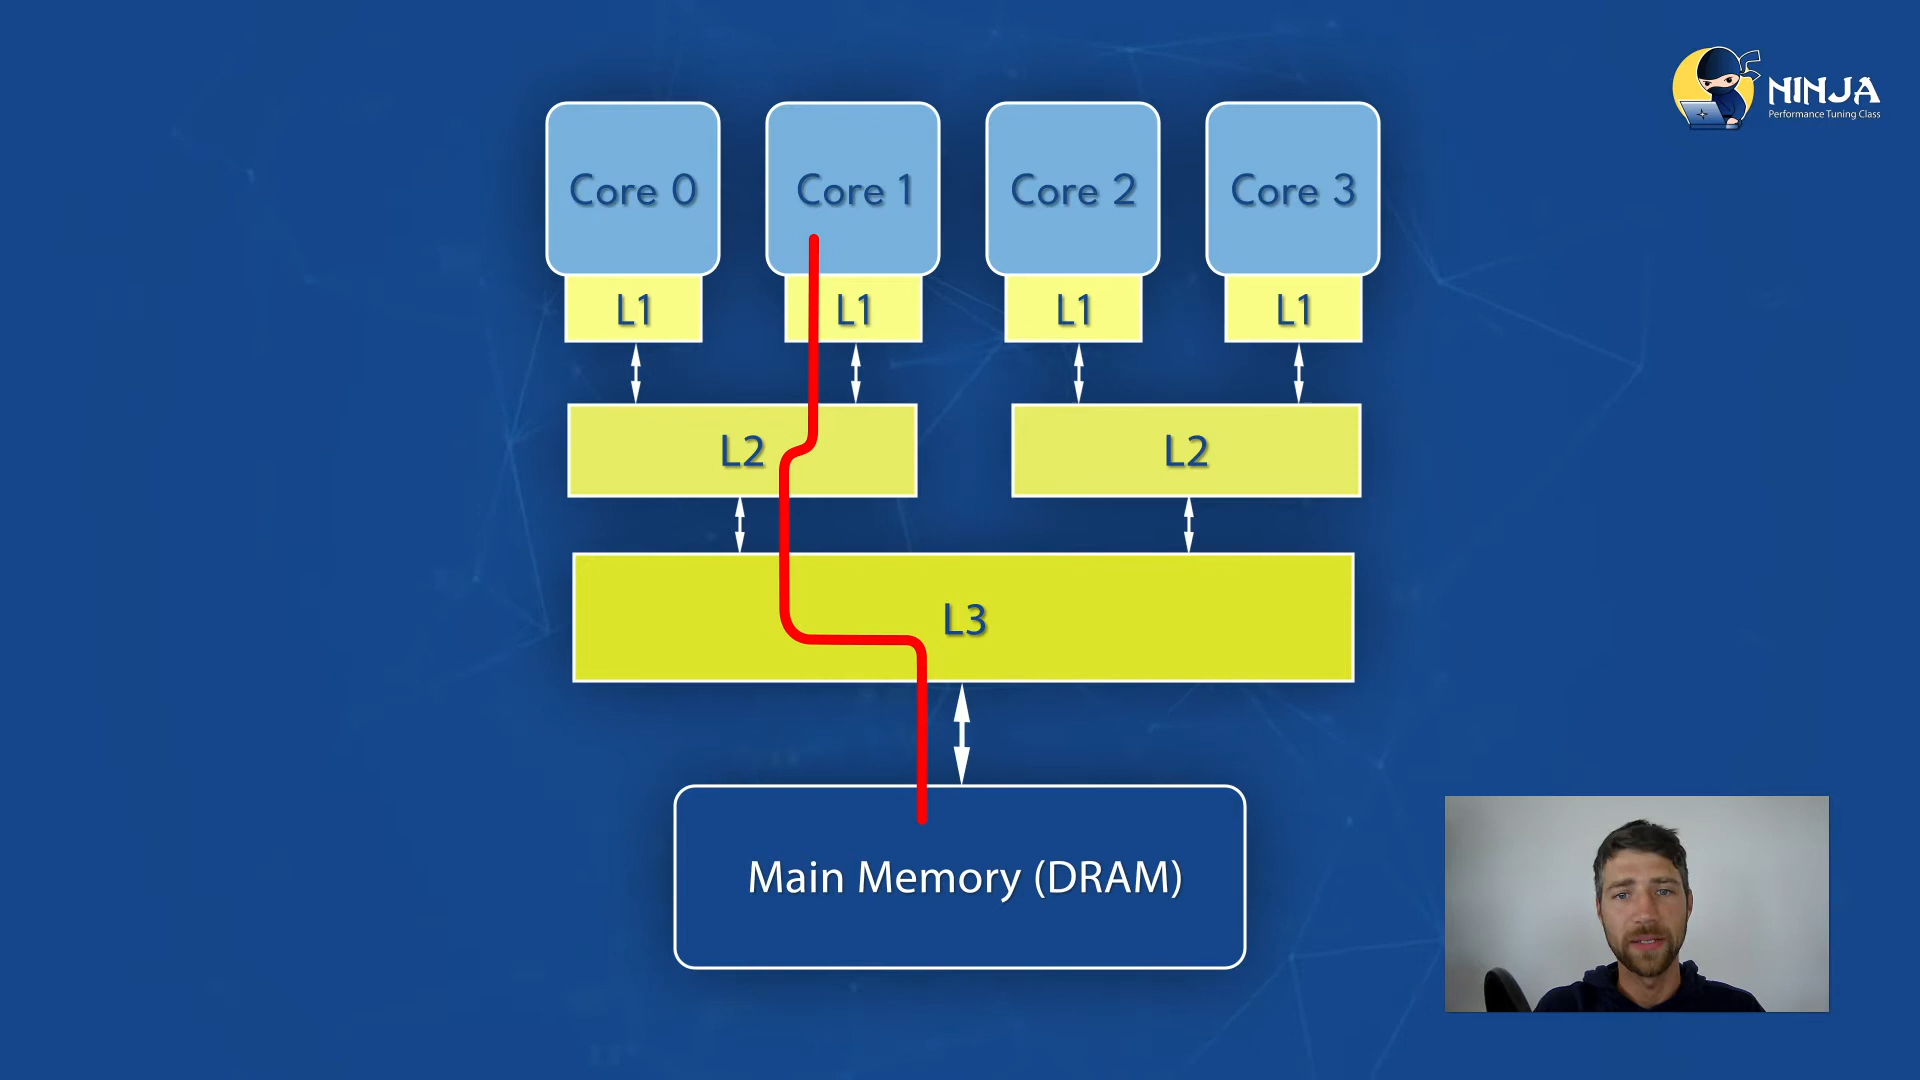 NINJA
Performance Tuning Class
Core 0
Core 1
Core 2
Core 3
L1
L1
L1
L1
L2
L2
L3
Main Memory (DRAM)